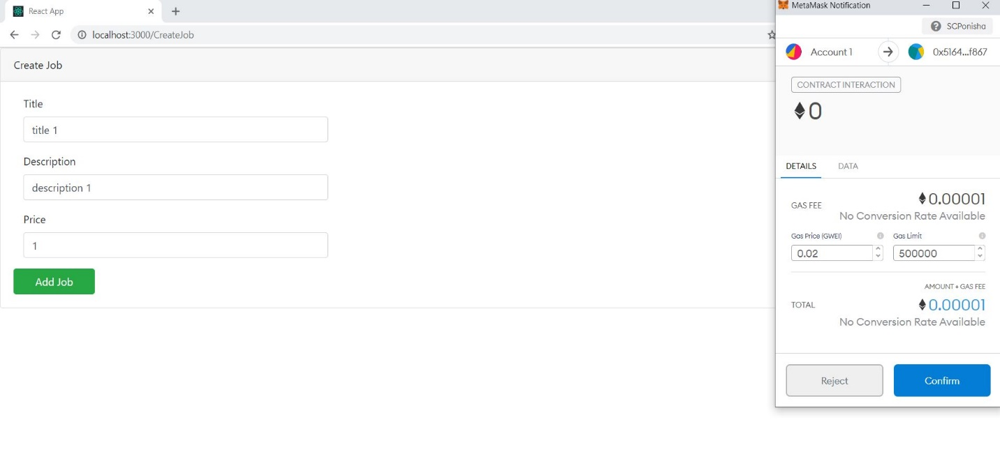 React App
localhost:3000/CreateJob
Create Job
Title
title 1
Description
description 1
Price
1
Add Job
MetaMask Notification
SCPonisha
Account 1
0x5164...f867
CONTRACT INTERACTION
0
DETAILS DATA
GAS FEE
0.00001
No Conversion Rate Available
Gas Price (GWEI) Gas Limit
0.02 500000
AMOUNT + GAS FEE
TOTAL
0.00001
No Conversion Rate Available
Reject Confirm